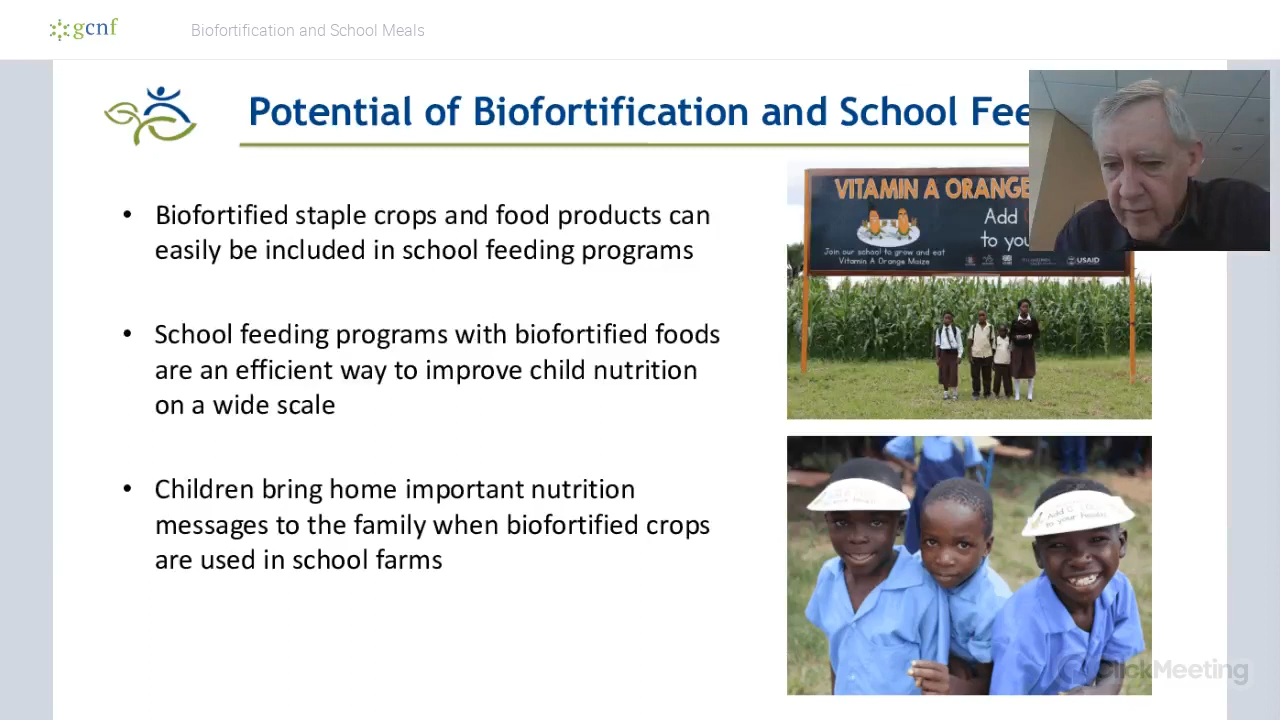 gcnf
Biofortification and School Meals
Potential of Biofortification and School
VITAMIN A ORANGE
Add
to
Join our school to grow and eat
Vitamin A Orange Maize
USAID
• Biofortified staple crops and food products can
easily be included in school feeding programs
• School feeding programs with biofortified foods
are an efficient way to improve child nutrition
on a wide scale
• Children bring home important nutrition
messages to the family when biofortified crops
are used in school farms
Add
to your
ClickMeeting